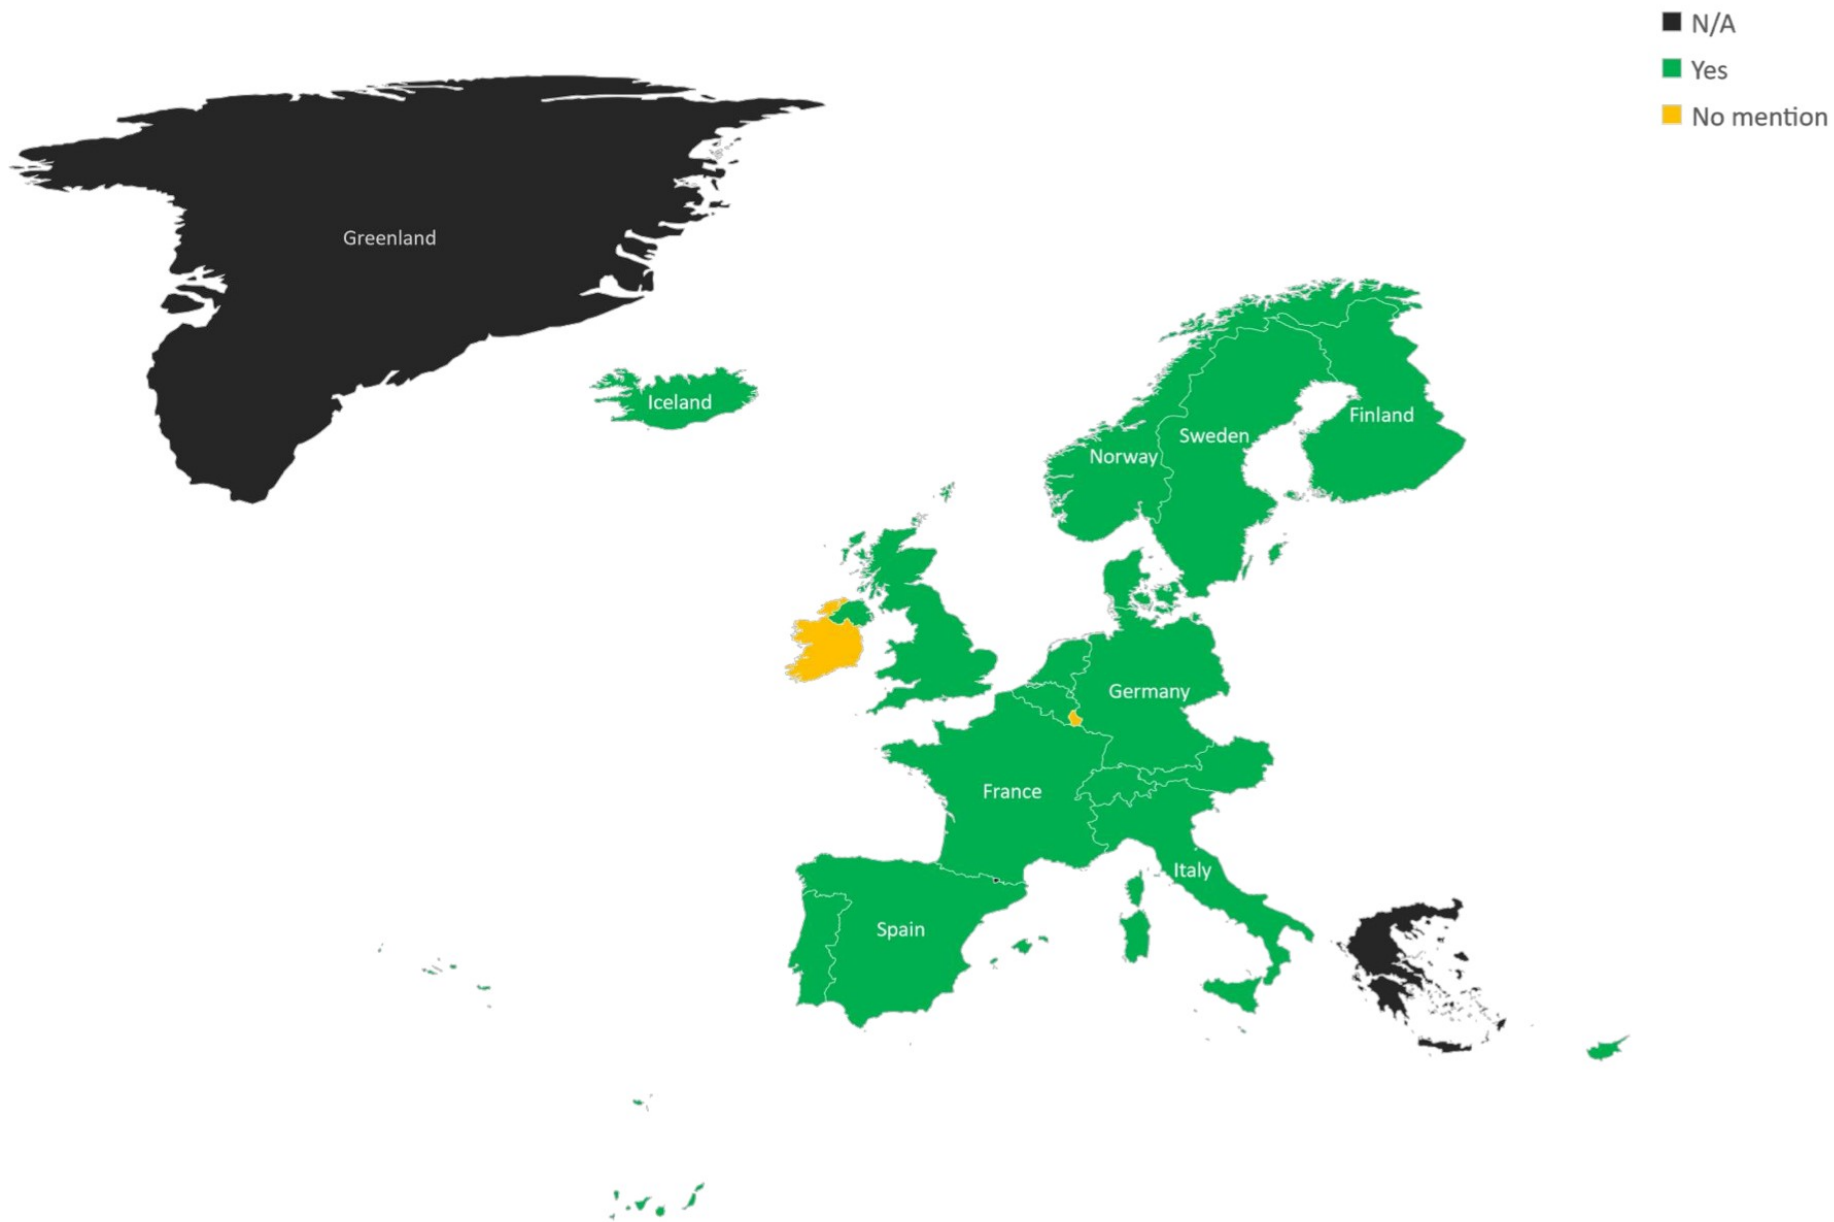 N/A
Yes
No mention
Greenland
Iceland
Finland
Sweden
Norway
Germany
France
Italy
Spain